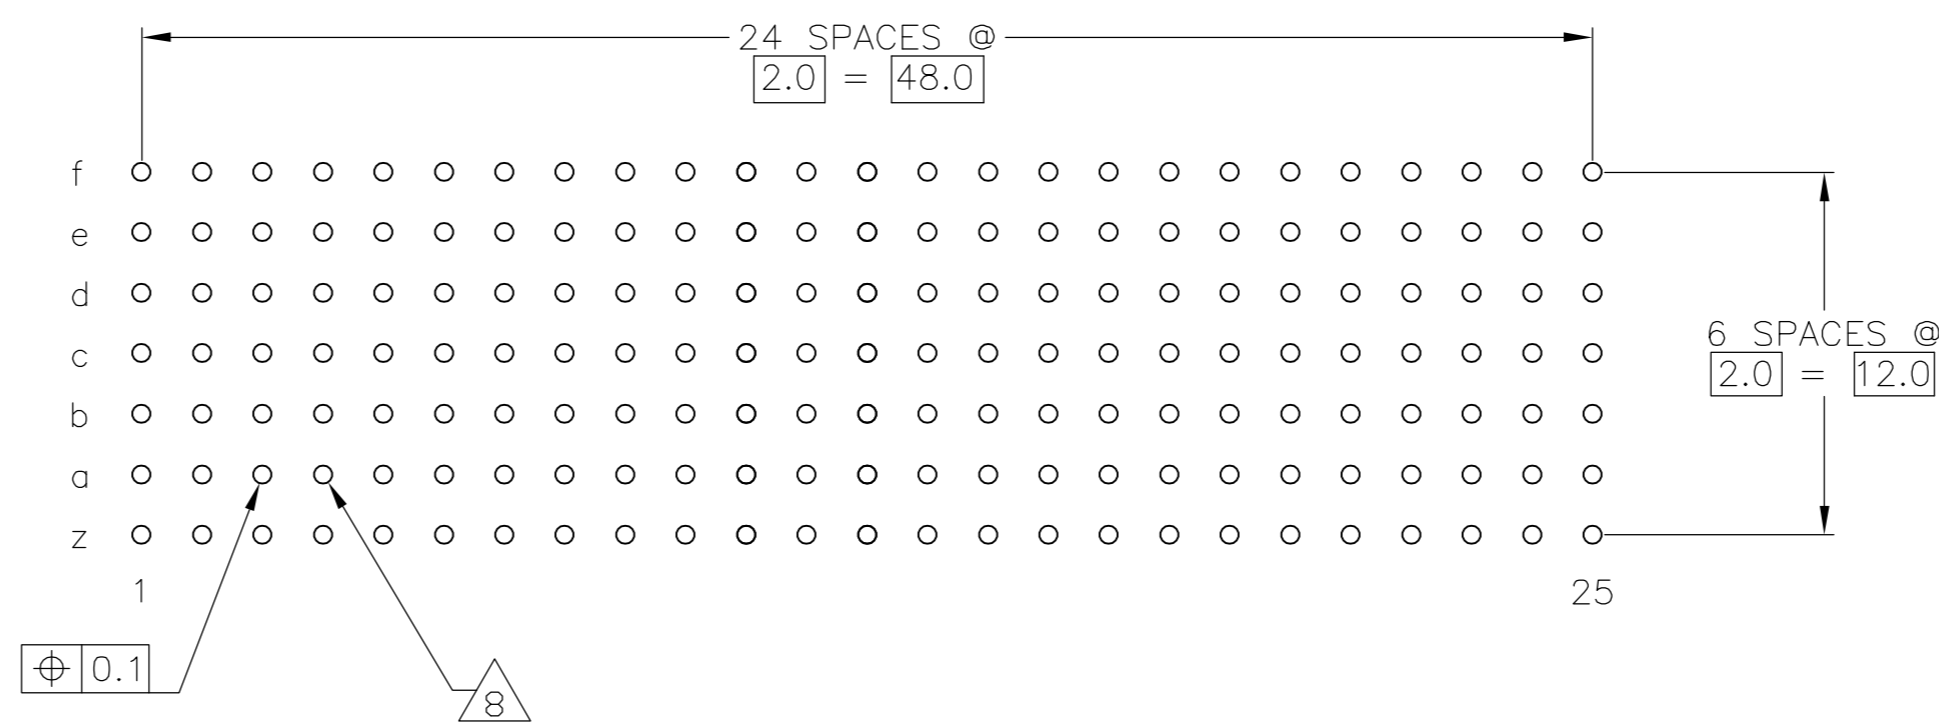 24 SPACES @
2.0 = 48.0
f
e
d
c
6 SPACES @
2.0 = 12.0
b
a
z
1
25
⌖ 0.1
8